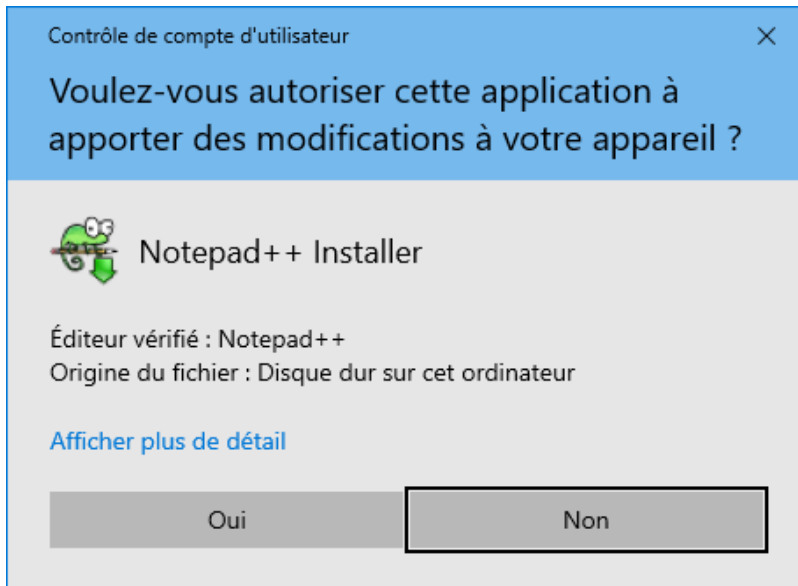 Contrôle de compte d'utilisateur
Voulez-vous autoriser cette application à
apporter des modifications à votre appareil ?
Notepad++ Installer
Éditeur vérifié : Notepad++
Origine du fichier : Disque dur sur cet ordinateur
Afficher plus de détail
Oui
Non